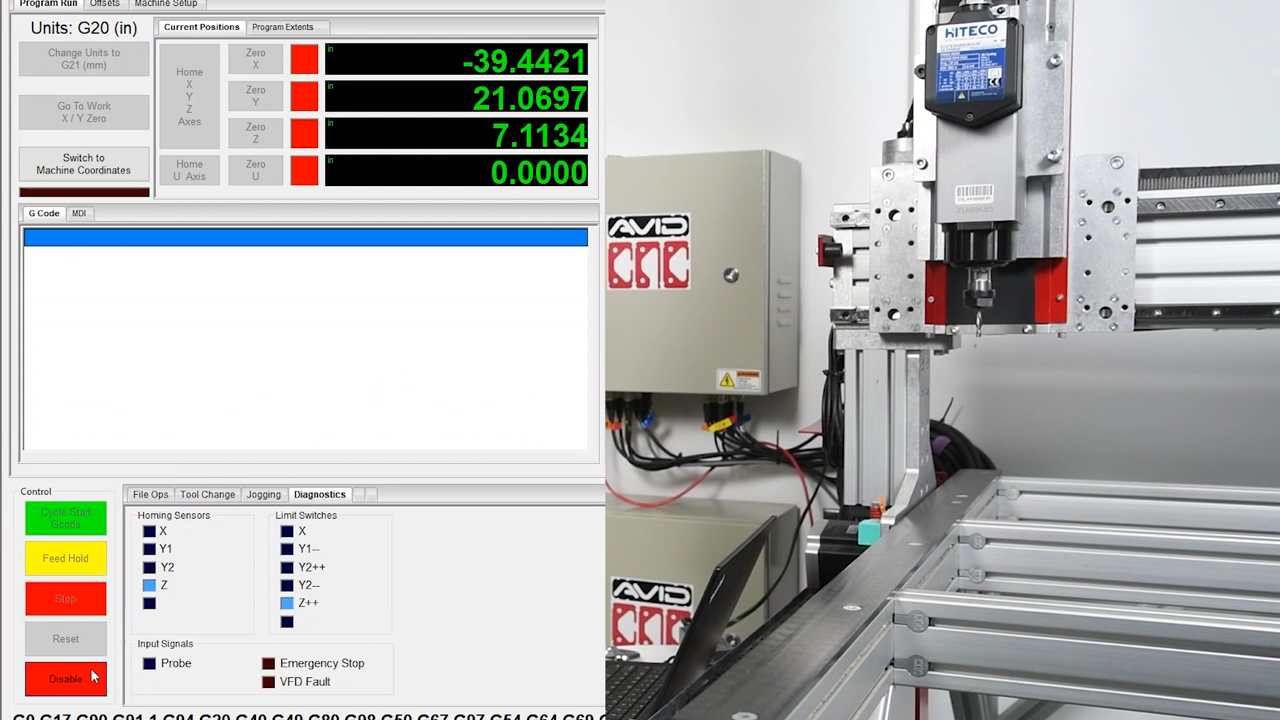 Program Run Offsets Machine Setup
Units: G20 (in)
Change Units to
G21 (mm)
Go To Work
X / Y Zero
Switch to
Machine Coordinates
Current Positions Program Extents
Home
X
Y
Z
Axes
Home
U Axis
Zero
X
Zero
Y
Zero
Z
Zero
U
in -39.4421
in 21.0697
in 7.1134
in 0.0000
G Code MDI
Control
Cycle Start
Gcode
Feed Hold
Stop
Reset
Disable
File Ops Tool Change Jogging Diagnostics
Homing Sensors
X
Y1
Y2
Z
Limit Switches
X
Y1--
Y2++
Y2--
Z++
Input Signals
Probe
Emergency Stop
VFD Fault
HITECO
AVID
CNC
AVID